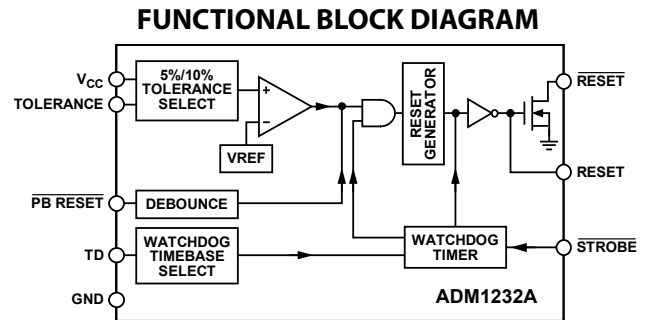 FUNCTIONAL BLOCK DIAGRAM
VCC
TOLERANCE
5%/10%
TOLERANCE
SELECT
+
–
VREF
RESET
GENERATOR
RESET
RESET
PB RESET
DEBOUNCE
TD
WATCHDOG
TIMEBASE
SELECT
WATCHDOG
TIMER
STROBE
GND
ADM1232A